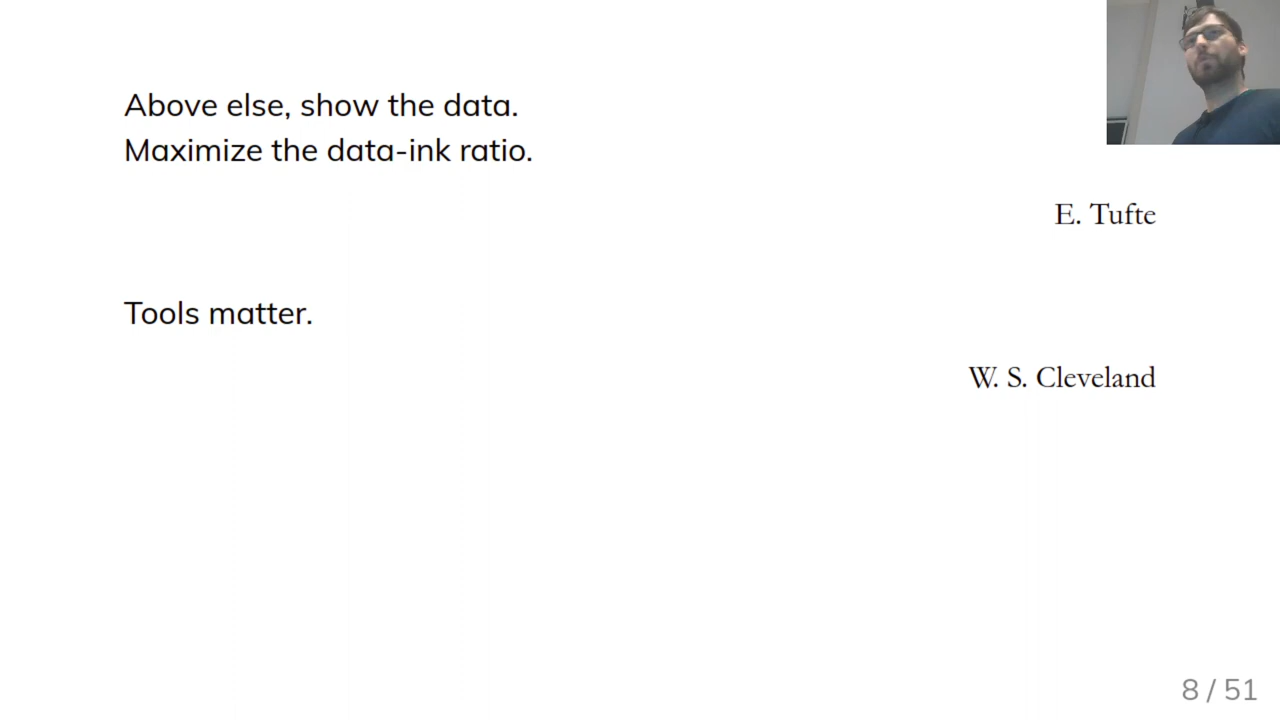 Above else, show the data.
Maximize the data-ink ratio.
E. Tufte
Tools matter.
W. S. Cleveland
8 / 51